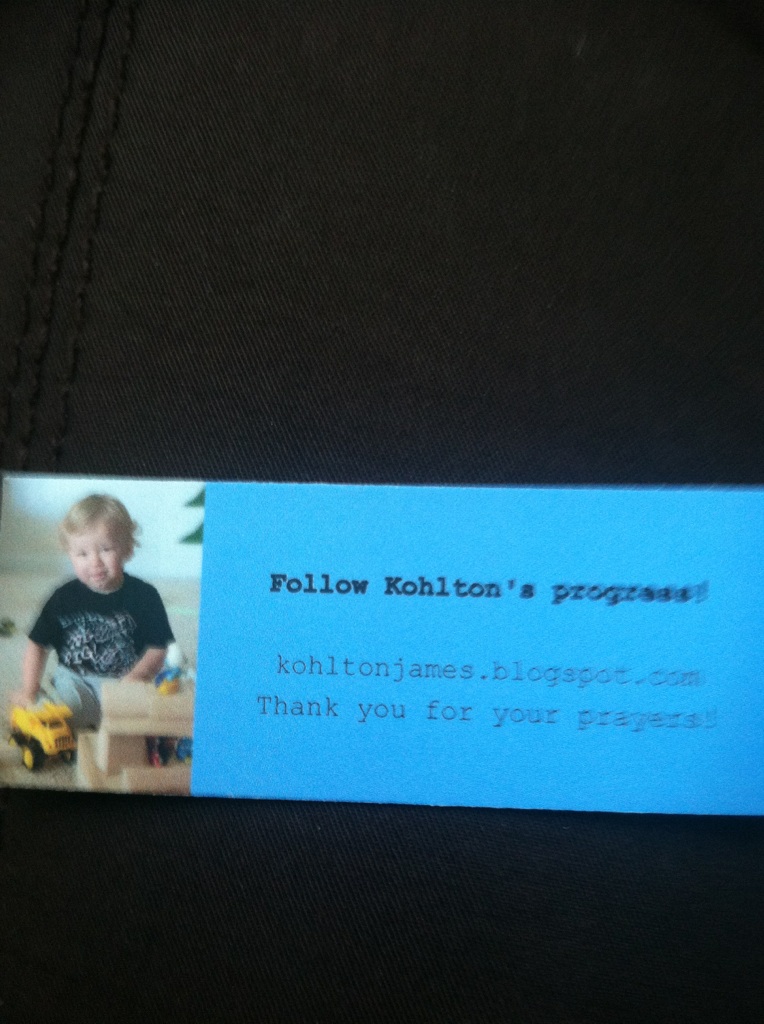 Follow Kohlton's progress!
kohltonjames.blogspot.com
Thank you for your prayers!